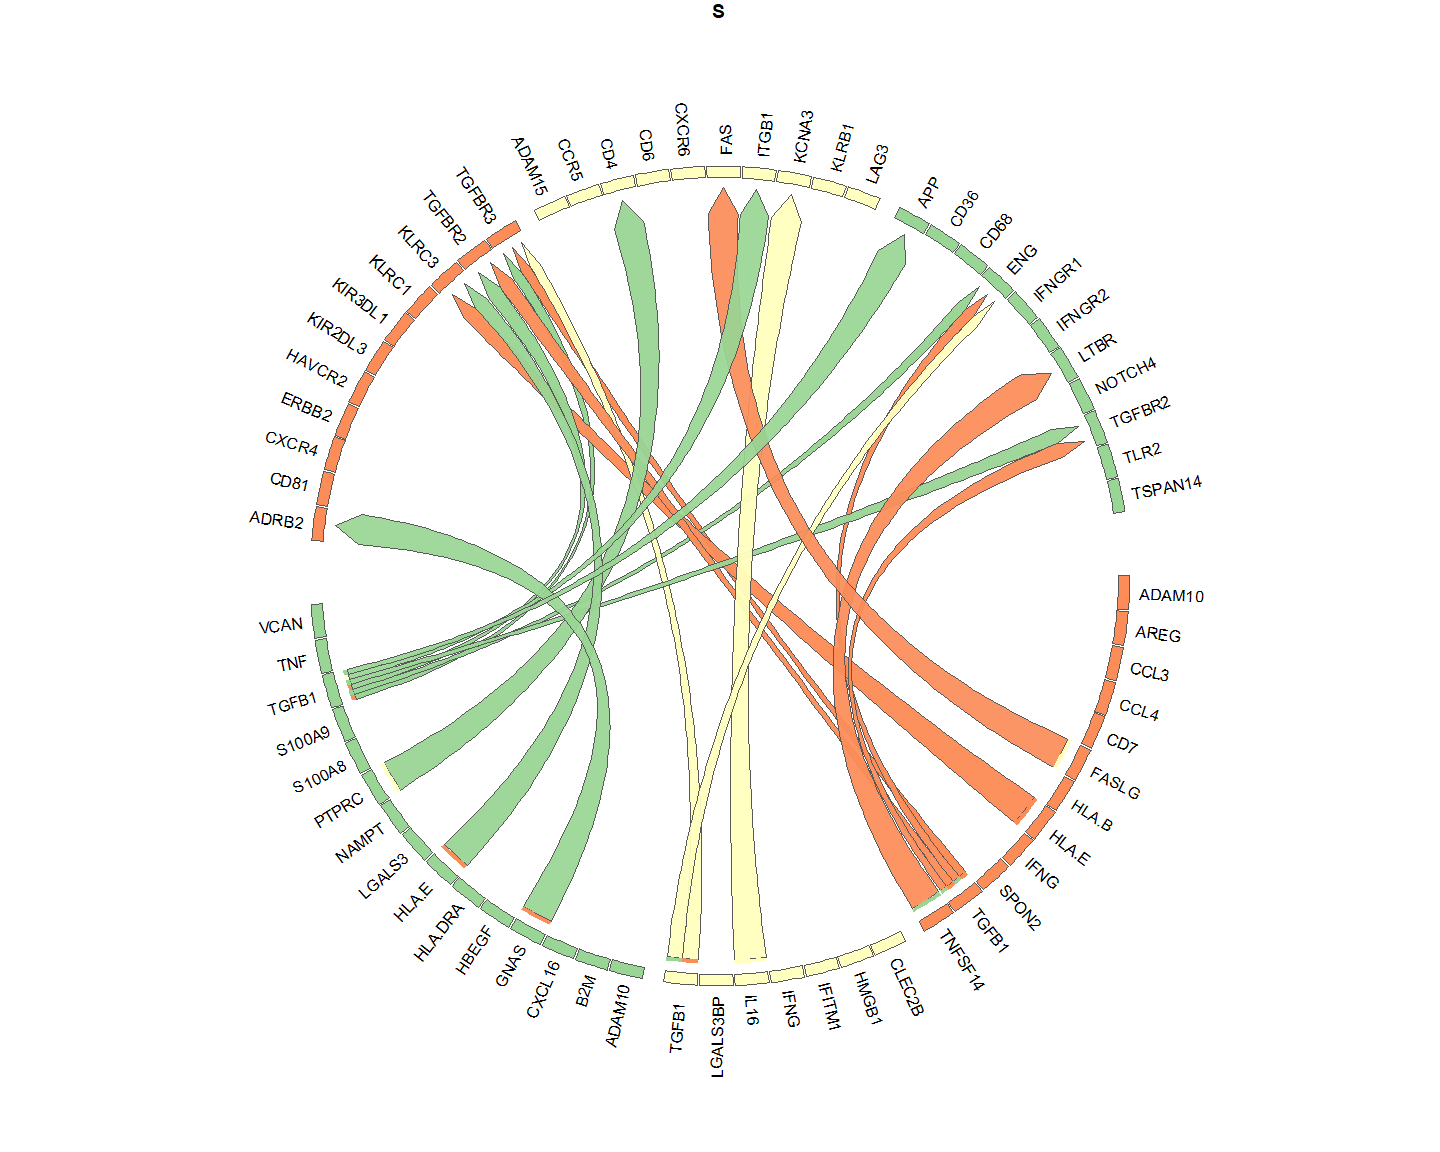 S
ADAM15
CCR5
CD4
CD6
CXCR6
FAS
ITGB1
KCNA3
KLRB1
LAG3
APP
CD36
CD68
ENG
IFNGR1
IFNGR2
LTBR
NOTCH4
TGFBR2
TLR2
TSPAN14
ADAM10
AREG
CCL3
CCL4
CD7
FASLG
HLA.B
HLA.E
IFNG
SPON2
TGFB1
TNFSF14
CLEC2B
HMGB1
IFITM1
IFNG
IL16
LGALS3BP
TGFB1
ADAM10
B2M
CXCL16
GNAS
HBEGF
HLA.DRA
HLA.E
LGALS3
NAMPT
PTPRC
S100A8
S100A9
TGFB1
TNF
VCAN
ADRB2
CD81
CXCR4
ERBB2
HAVCR2
KIR2DL3
KIR3DL1
KLRC1
KLRC3
TGFBR2
TGFBR3